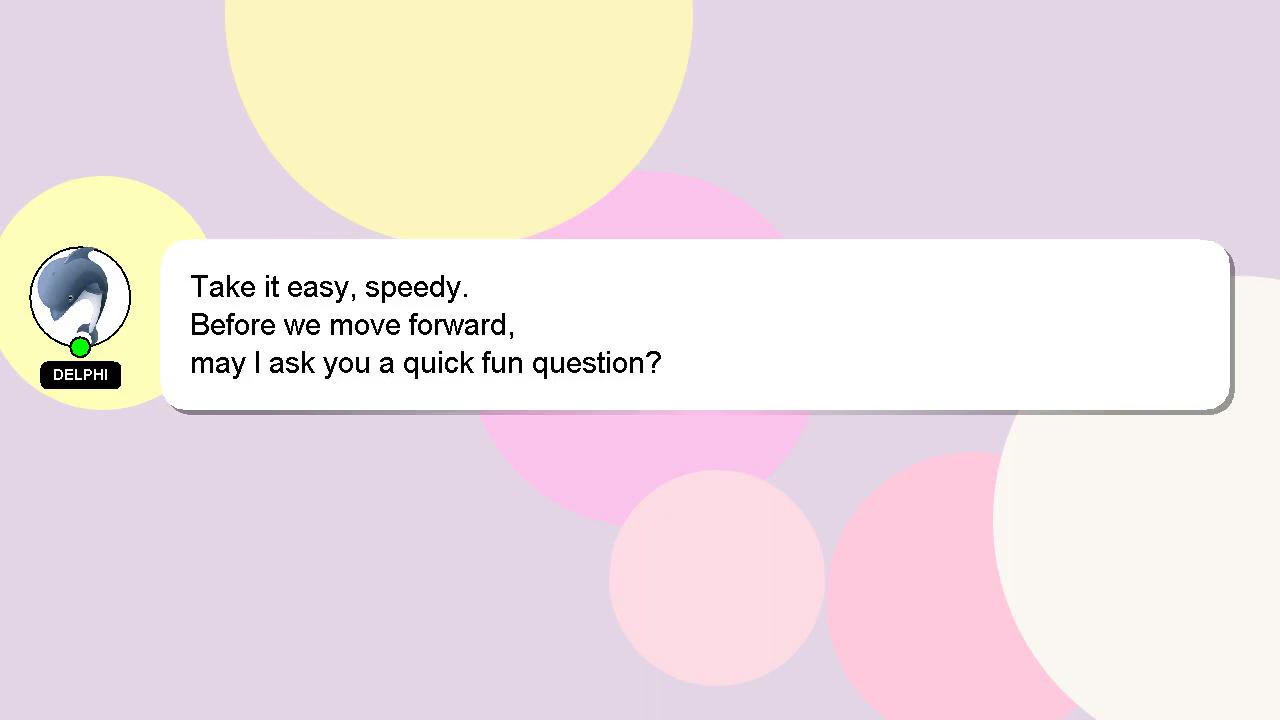 Take it easy, speedy.
Before we move forward,
may I ask you a quick fun question?
DELPHI